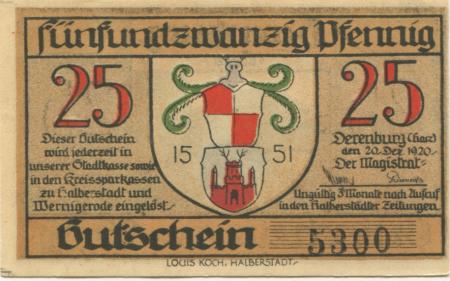 fünfundzwanzig Pfennig
25
25
Dieser Gutschein
wird jederzeit in
unserer Stadtkasse sowie
in den Kreissparkassen
zu Halberstadt und
Wernigerode eingelöst.
15 51
Derenburg (Harz)
den 20. Dez. 1920.
Der Magistrat
Ungültig 3 Monate nach Aufruf
in den Halberstädter Zeitungen.
Gutschein
5300
LOUIS KOCH, HALBERSTADT.